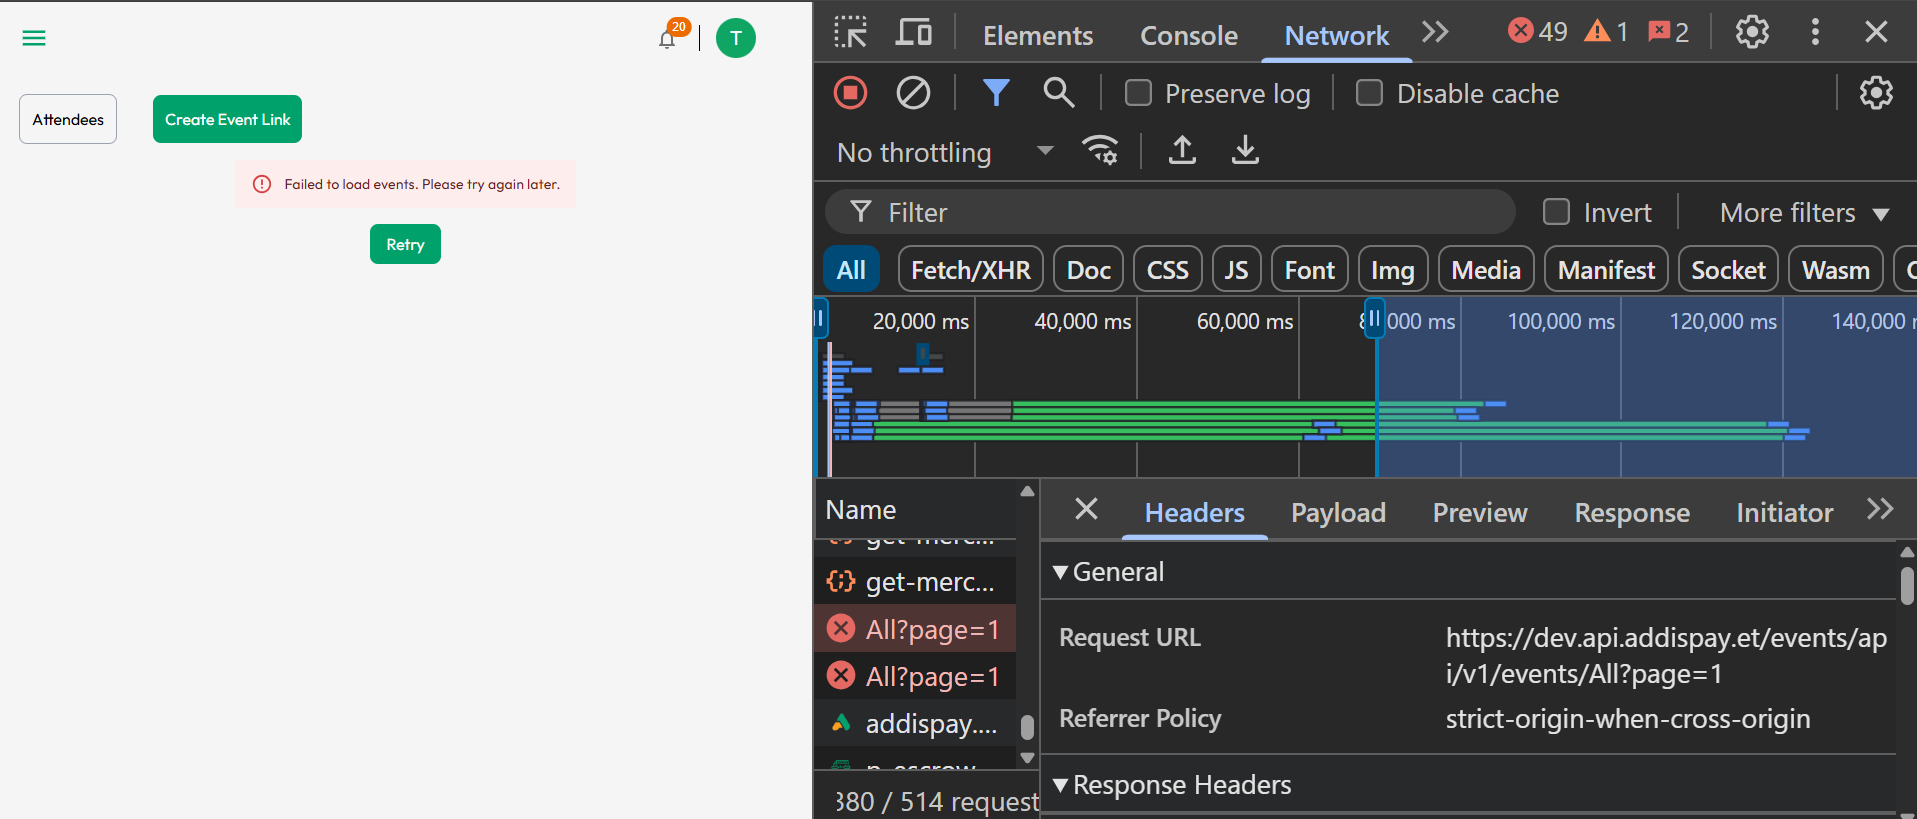 20
T
Attendees
Create Event Link
Failed to load events. Please try again later.
Retry
Elements
Console
Network
49
1
2
Preserve log
Disable cache
No throttling
Filter
Invert
More filters
All
Fetch/XHR
Doc
CSS
JS
Font
Img
Media
Manifest
Socket
Wasm
20,000 ms
40,000 ms
60,000 ms
000 ms
100,000 ms
120,000 ms
140,000
Name
get-merc...
get-merc...
All?page=1
All?page=1
addispay....
380 / 514 request
Headers
Payload
Preview
Response
Initiator
General
Request URL
https://dev.api.addispay.et/events/ap
i/v1/events/All?page=1
Referrer Policy
strict-origin-when-cross-origin
Response Headers